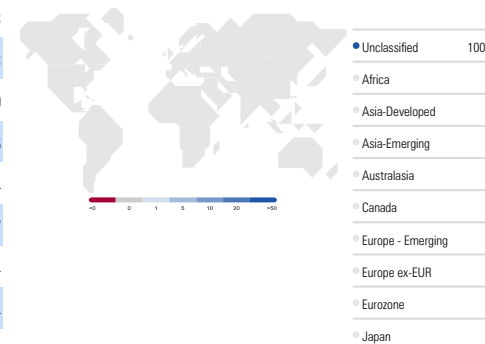 Unclassified 100
Africa
Asia-Developed
Asia-Emerging
Australasia
Canada
Europe - Emerging
Europe ex-EUR
Eurozone
Japan
<0 0 1 5 10 20 >50